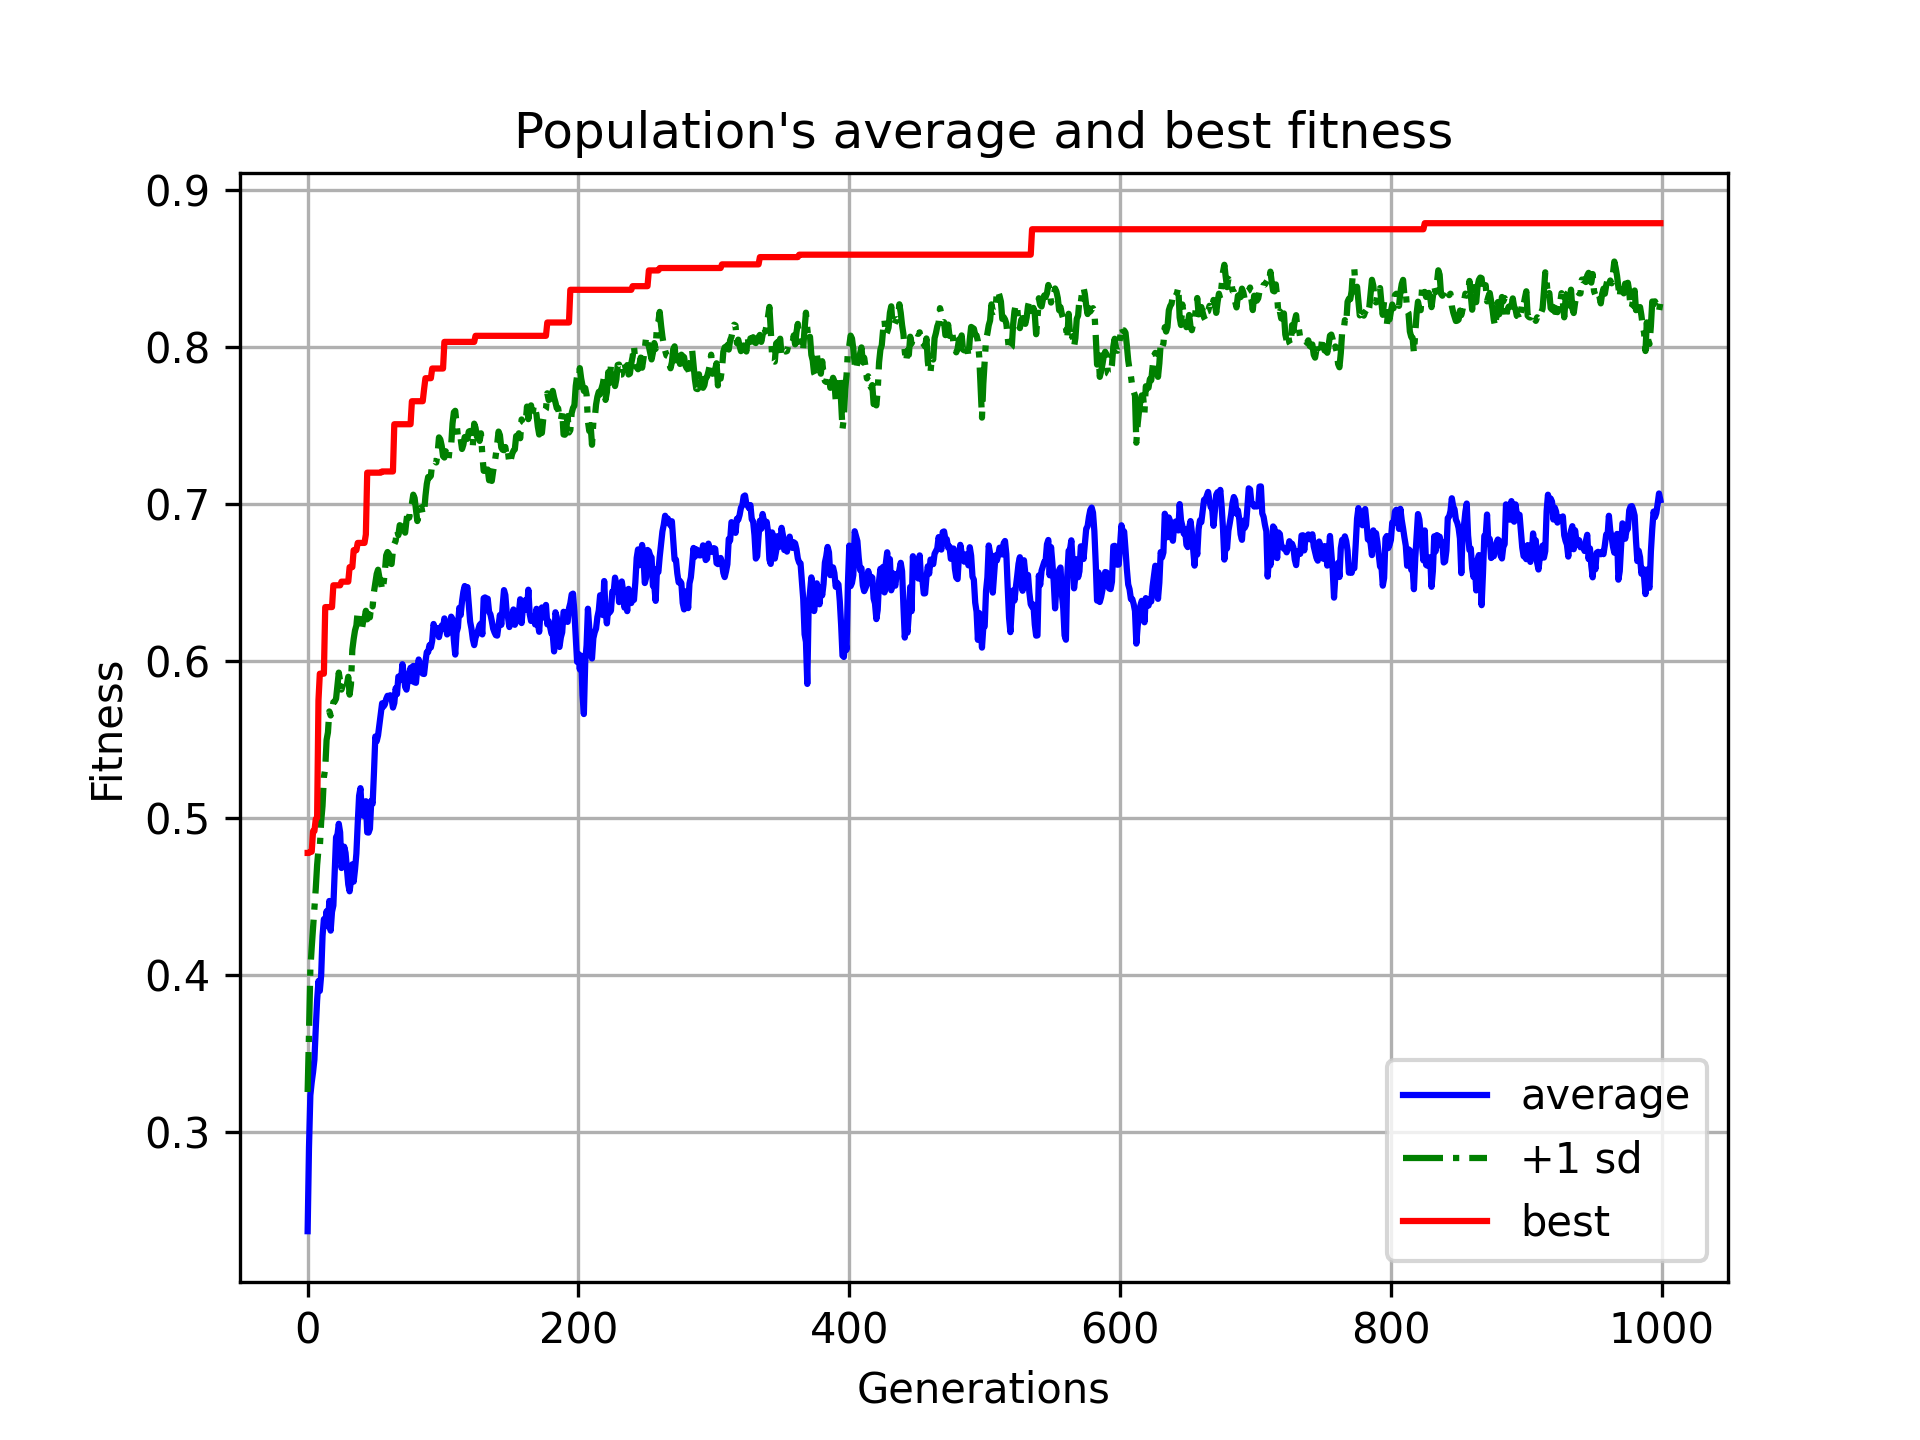 Population's average and best fitness
0.9
0.8
0.7
0.6
0.5
0.4
0.3
Fitness
average
+1 sd
best
0 200 400 600 800 1000
Generations